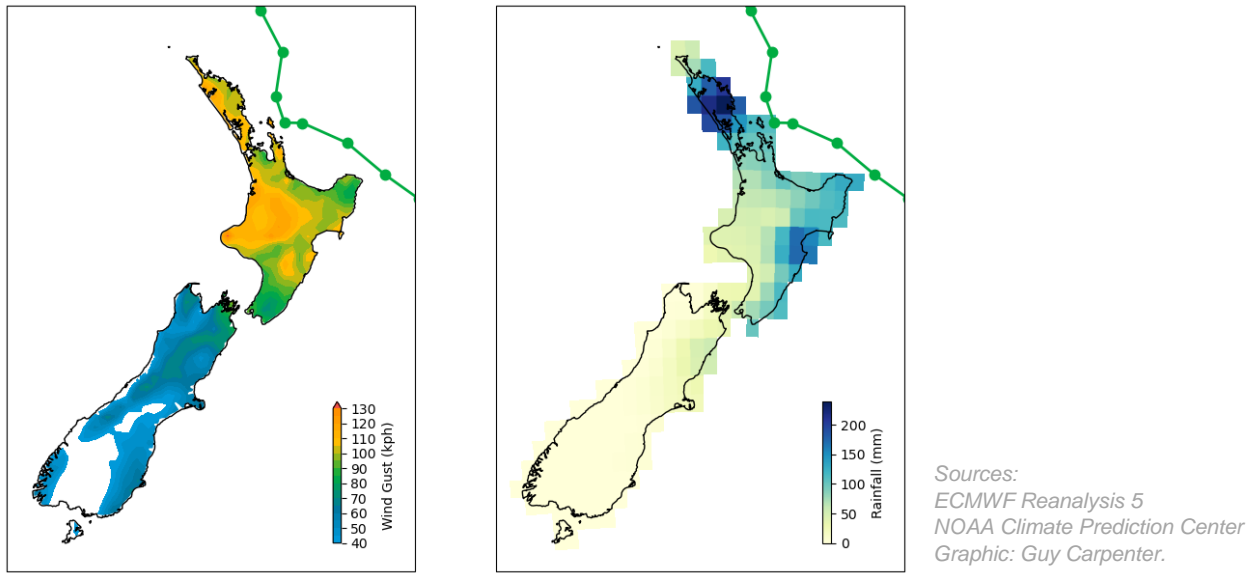 130
120
110
100
90
80
70
60
50
40
Wind Gust (kph)
200
150
100
50
0
Rainfall (mm)
Sources:
ECMWF Reanalysis 5
NOAA Climate Prediction Center
Graphic: Guy Carpenter.